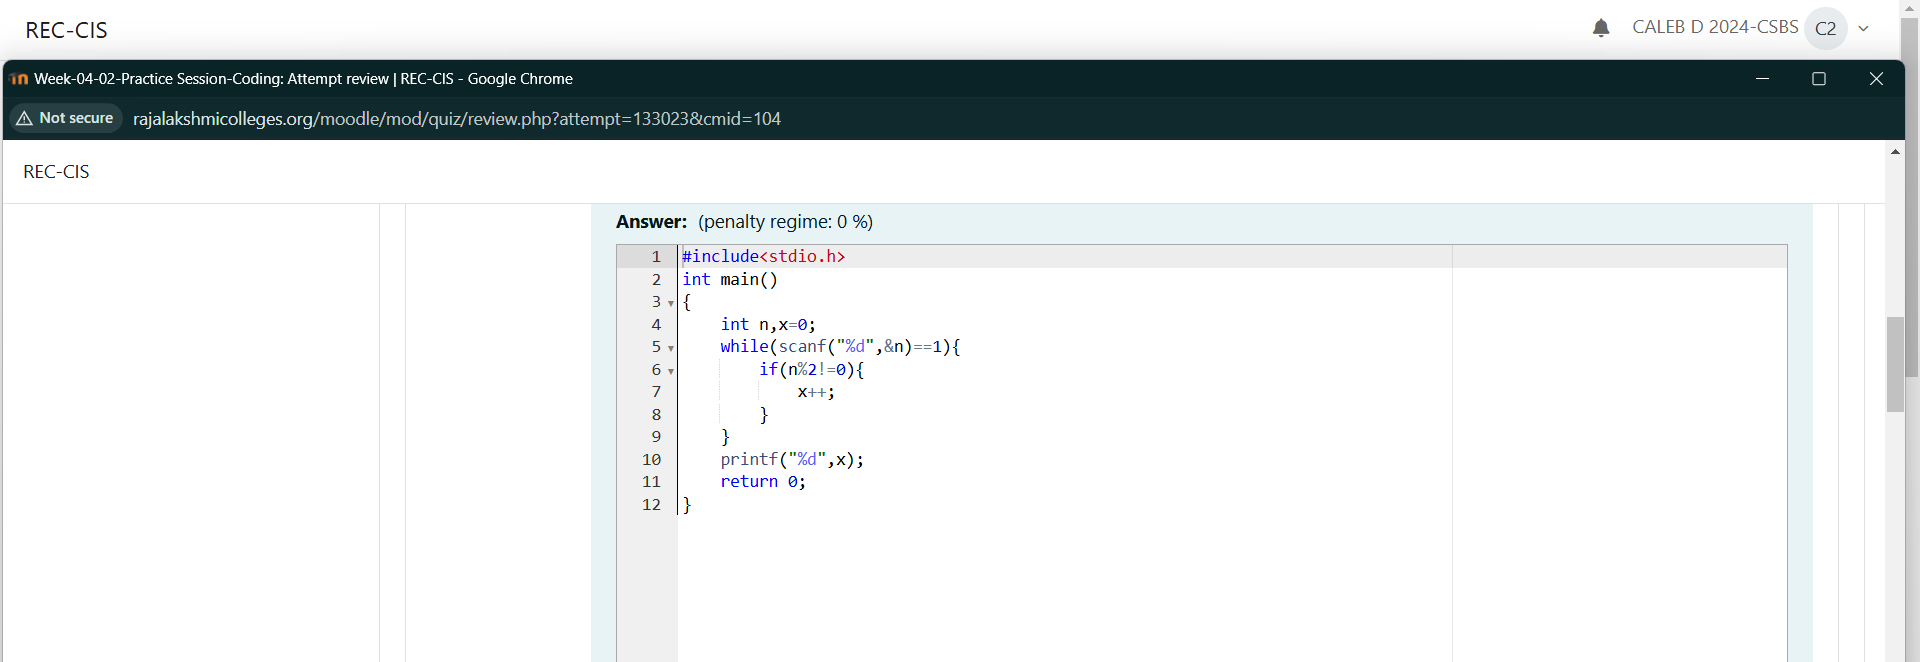 REC-CIS
CALEB D 2024-CSBS C2
Week-04-02-Practice Session-Coding: Attempt review | REC-CIS - Google Chrome
Not secure rajalakshmicolleges.org/moodle/mod/quiz/review.php?attempt=133023&cmid=104
REC-CIS
Answer: (penalty regime: 0 %)
1 #include<stdio.h>
2 int main()
3 {
4     int n,x=0;
5     while(scanf("%d",&n)==1){
6         if(n%2!=0){
7             x++;
8         }
9     }
10     printf("%d",x);
11     return 0;
12 }